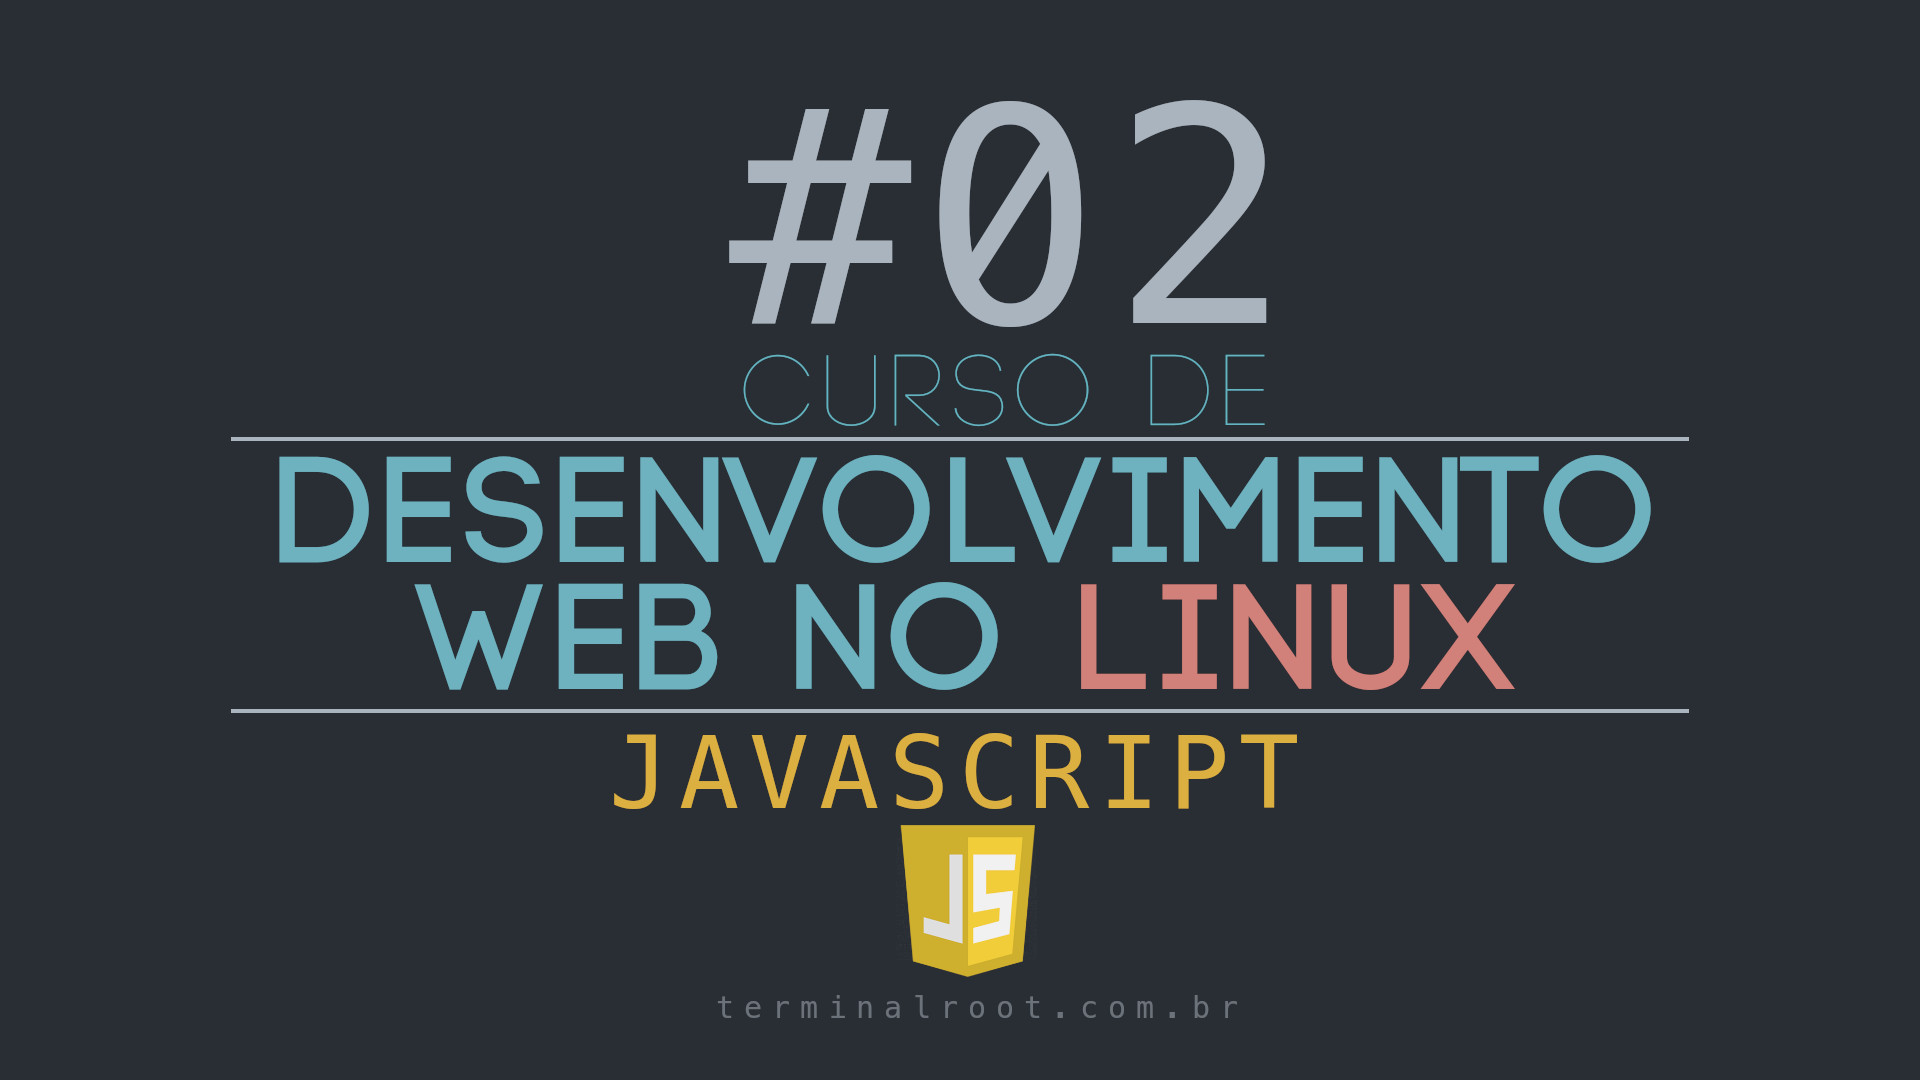 #02
CURSO DE
DESENVOLVIMENTO
WEB NO LINUX
JAVASCRIPT
JS
terminalroot.com.br